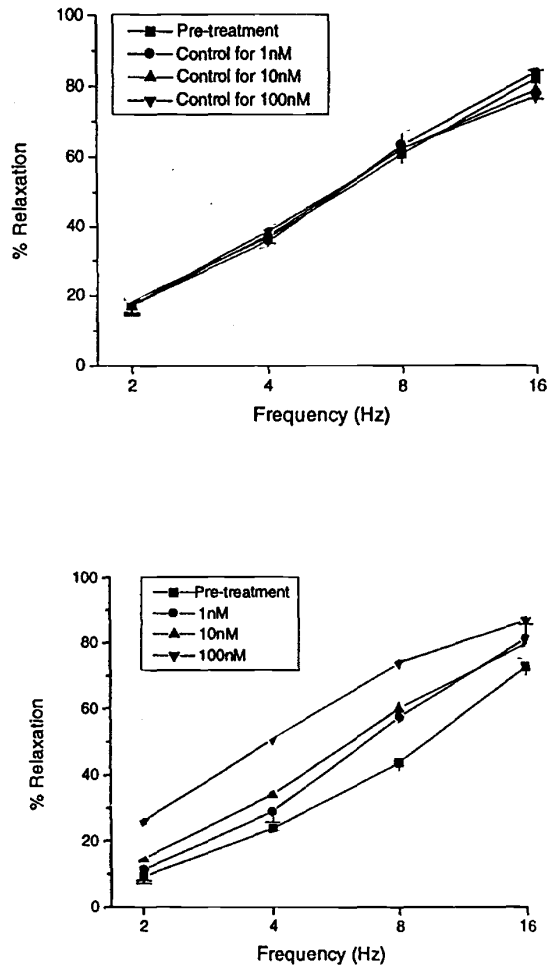 Pre-treatment
Control for 1nM
Control for 10nM
Control for 100nM
100
80
60
40
20
0
% Relaxation
2 4 8 16
Frequency (Hz)
Pre-treatment
1nM
10nM
100nM
100
80
60
40
20
0
% Relaxation
2 4 8 16
Frequency (Hz)